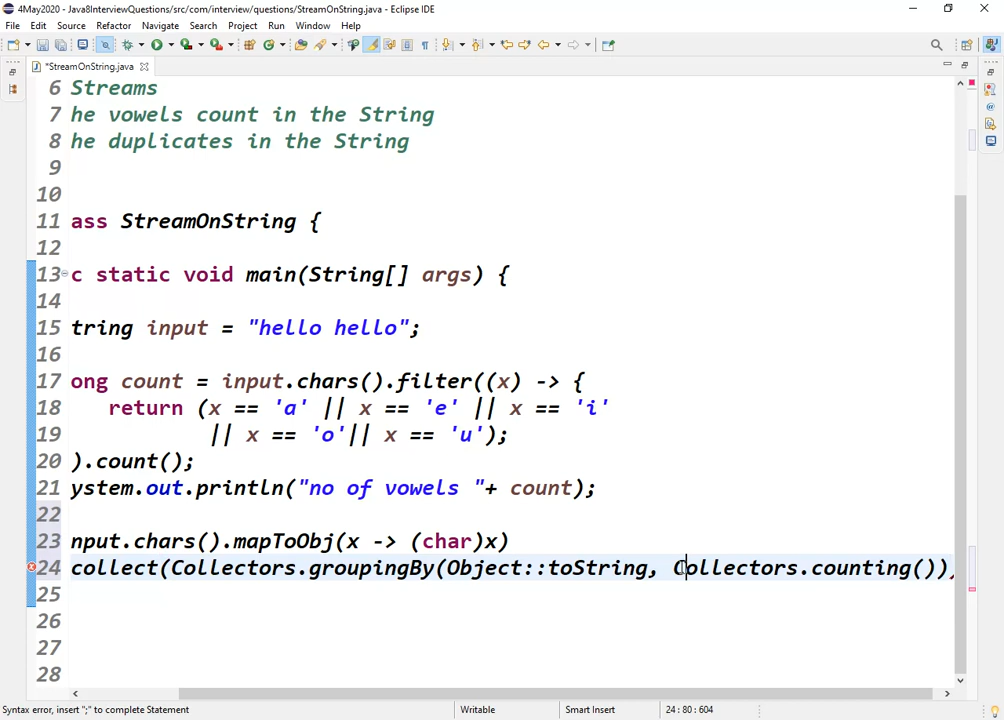 4May2020 - Java8InterviewQuestions/src/com/interview/questions/StreamOnString.java - Eclipse IDE
File Edit Source Refactor Navigate Search Project Run Window Help
*StreamOnString.java
6 Streams
7 he vowels count in the String
8 he duplicates in the String
9
10
11 ass StreamOnString {
12
13 c static void main(String[] args) {
14
15 tring input = "hello hello";
16
17 ong count = input.chars().filter((x) -> {
18 return (x == 'a' || x == 'e' || x == 'i'
19 || x == 'o'|| x == 'u');
20 ).count();
21 ystem.out.println("no of vowels "+ count);
22
23 nput.chars().mapToObj(x -> (char)x)
24 collect(Collectors.groupingBy(Object::toString, Collectors.counting())
25
26
27
28
Syntax error, insert ";" to complete Statement Writable Smart Insert 24 : 80 : 604